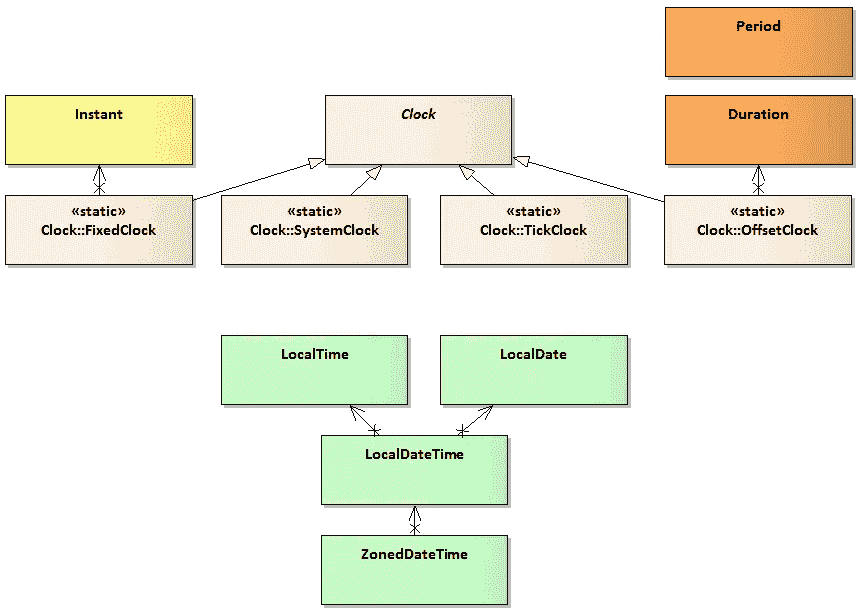 Period
Instant
Clock
Duration
«static»
Clock::FixedClock
«static»
Clock::SystemClock
«static»
Clock::TickClock
«static»
Clock::OffsetClock
LocalTime
LocalDate
LocalDateTime
ZonedDateTime